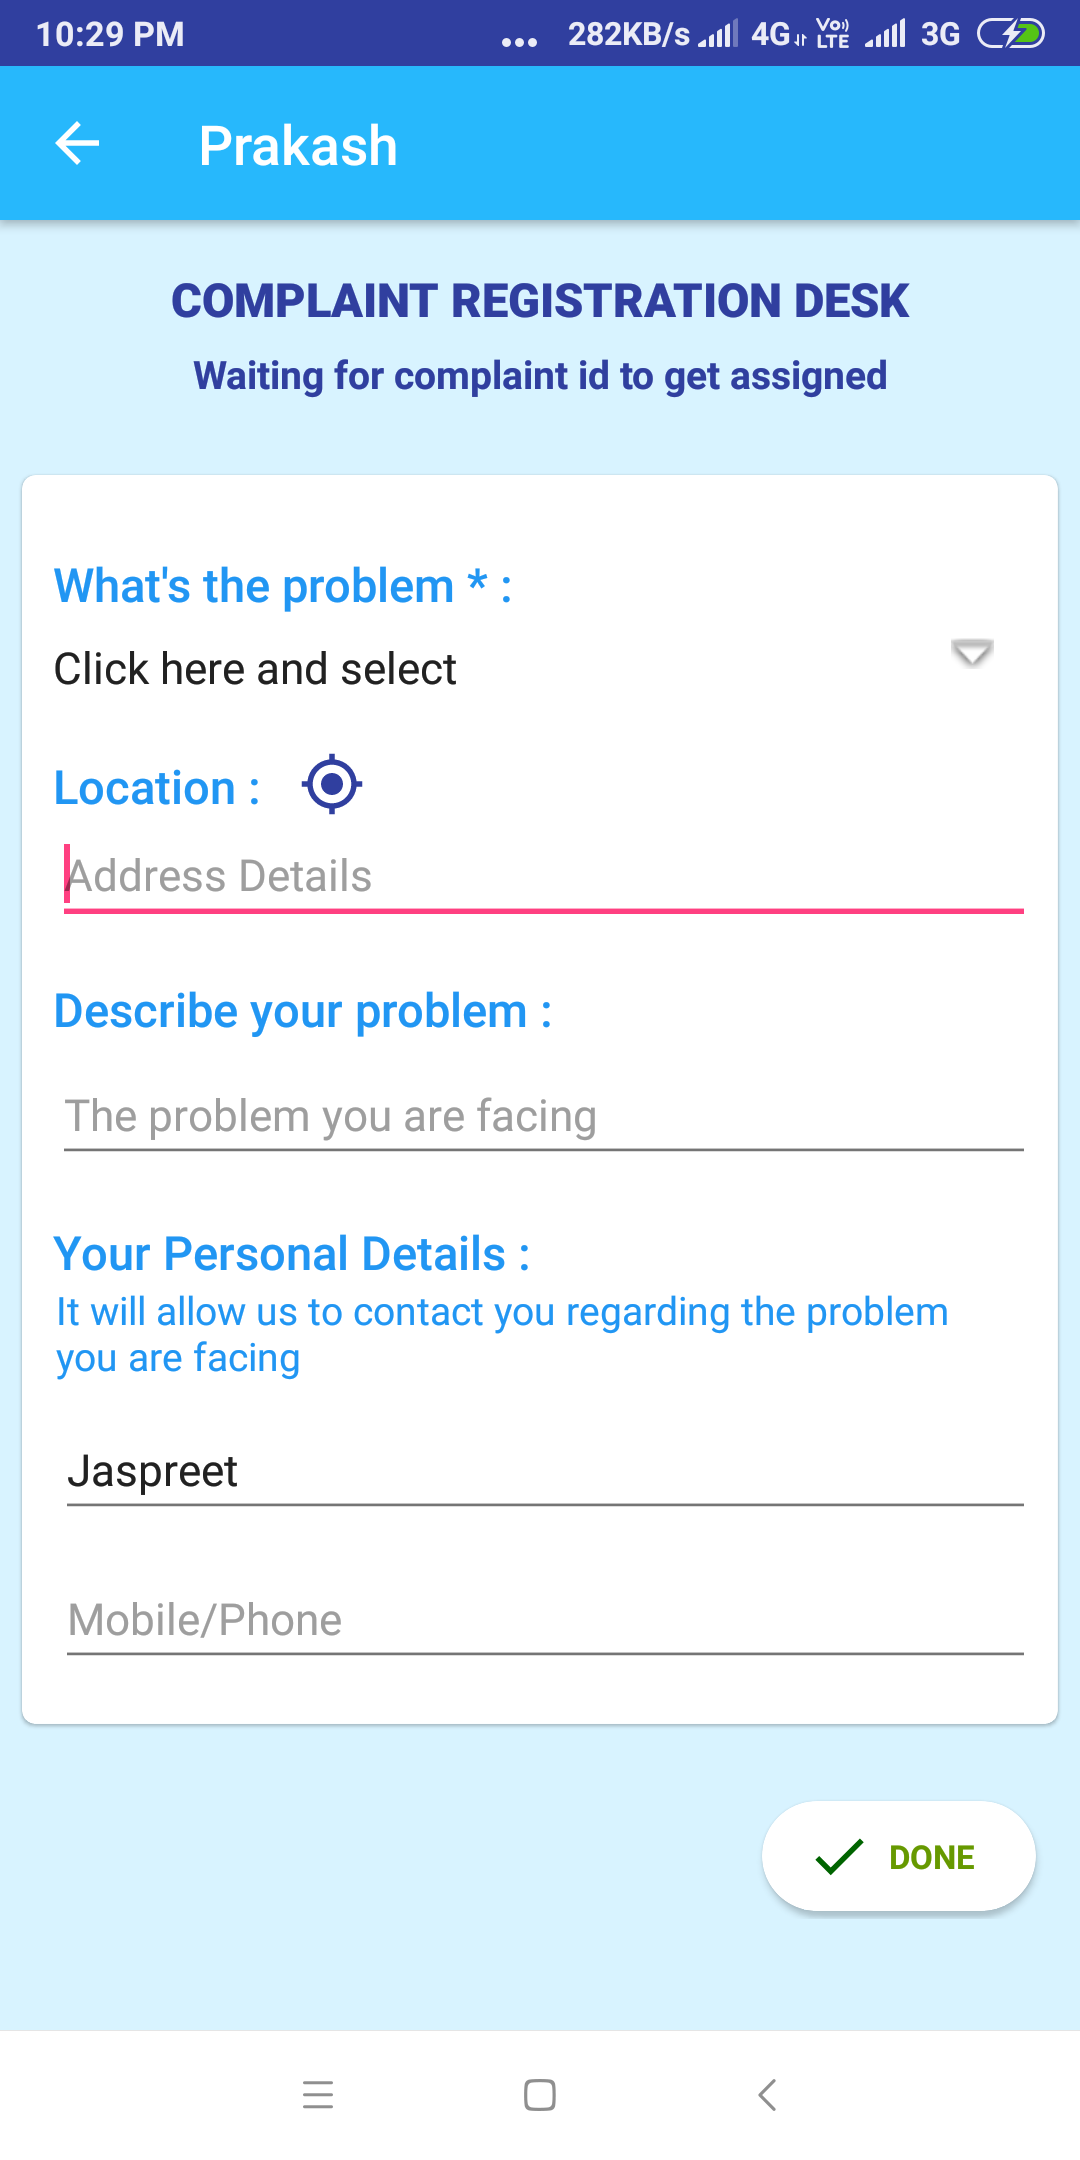 10:29 PM ... 282KB/s 4G Vo)) LTE 3G
Prakash
COMPLAINT REGISTRATION DESK
Waiting for complaint id to get assigned
What's the problem * :
Click here and select
Location :
Address Details
Describe your problem :
The problem you are facing
Your Personal Details :
It will allow us to contact you regarding the problem
you are facing
Jaspreet
Mobile/Phone
DONE